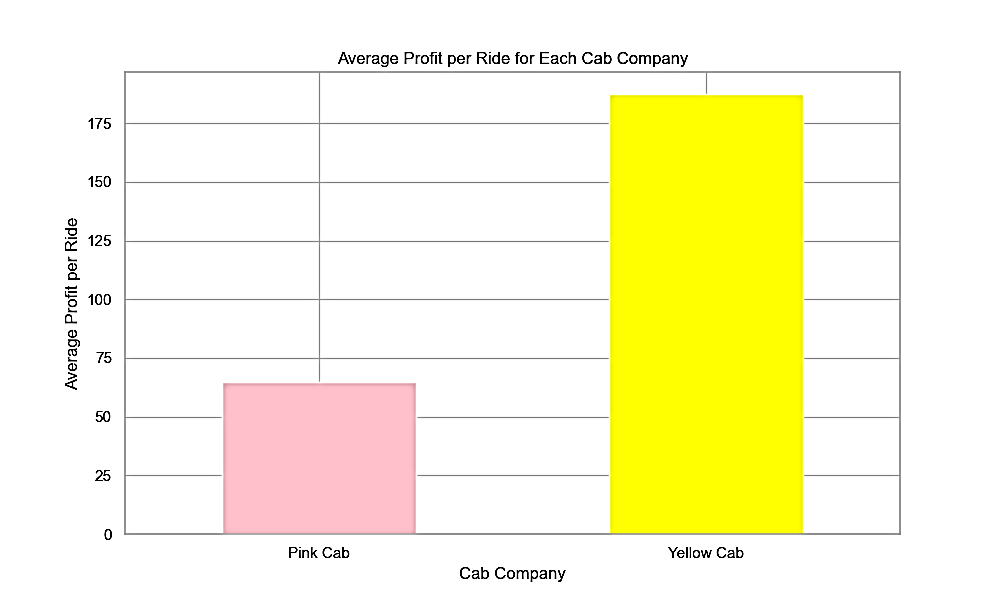 Average Profit per Ride for Each Cab Company
Average Profit per Ride
175
150
125
100
75
50
25
0
Pink Cab
Yellow Cab
Cab Company